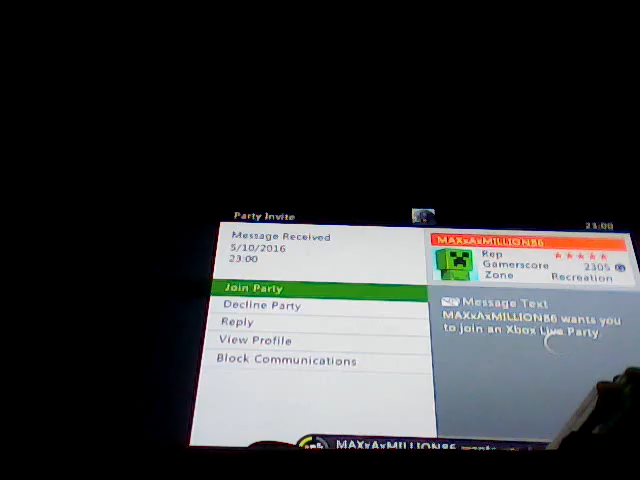 Party Invite
23:00
Message Received
5/10/2016
23:00
Join Party
Decline Party
Reply
View Profile
Block Communications
MAXxAxMILLION86
Rep
Gamerscore 2305 G
Zone Recreation
Message Text
MAXxAxMILLION86 wants you
to join an Xbox Live Party.
MAXxAxMILLION86 wants